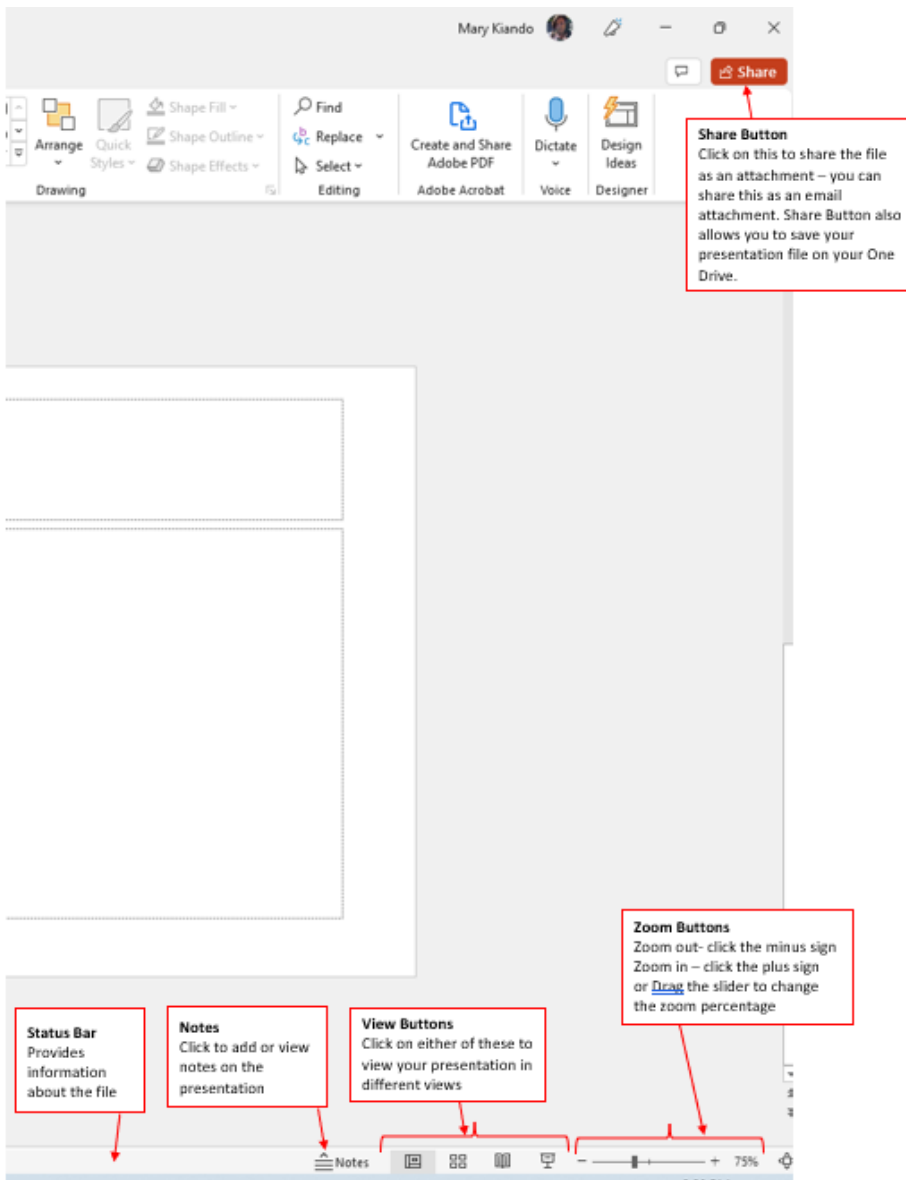 Mary Kiando
Share
Shape Fill
Shape Outline
Shape Effects
Arrange
Quick
Styles
Drawing
Find
Replace
Select
Editing
Create and Share
Adobe PDF
Adobe Acrobat
Dictate
Voice
Design
Ideas
Designer
Share Button
Click on this to share the file
as an attachment – you can
share this as an email
attachment. Share Button also
allows you to save your
presentation file on your One
Drive.
Zoom Buttons
Zoom out- click the minus sign
Zoom in – click the plus sign
or Drag the slider to change
the zoom percentage
Status Bar
Provides
information
about the file
Notes
Click to add or view
notes on the
presentation
View Buttons
Click on either of these to
view your presentation in
different views
Notes
75%